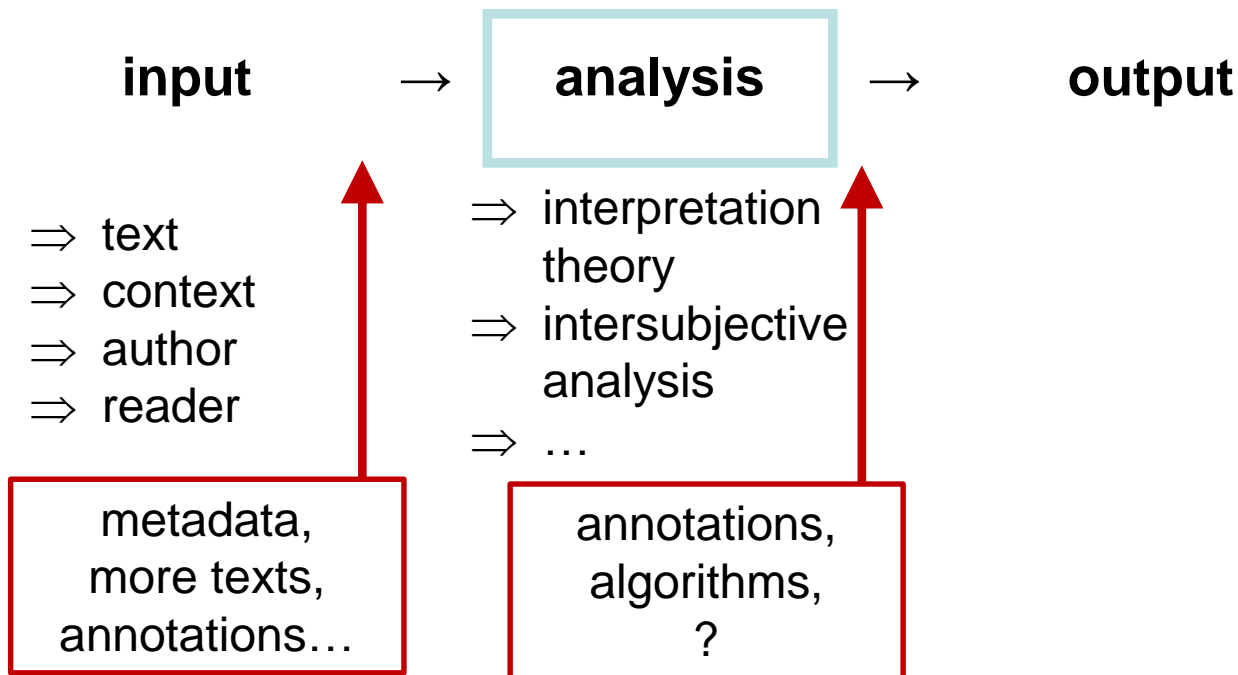 input → analysis → output
⇒ text
⇒ context
⇒ author
⇒ reader
⇒ interpretation
theory
⇒ intersubjective
analysis
⇒ …
metadata,
more texts,
annotations…
annotations,
algorithms,
?